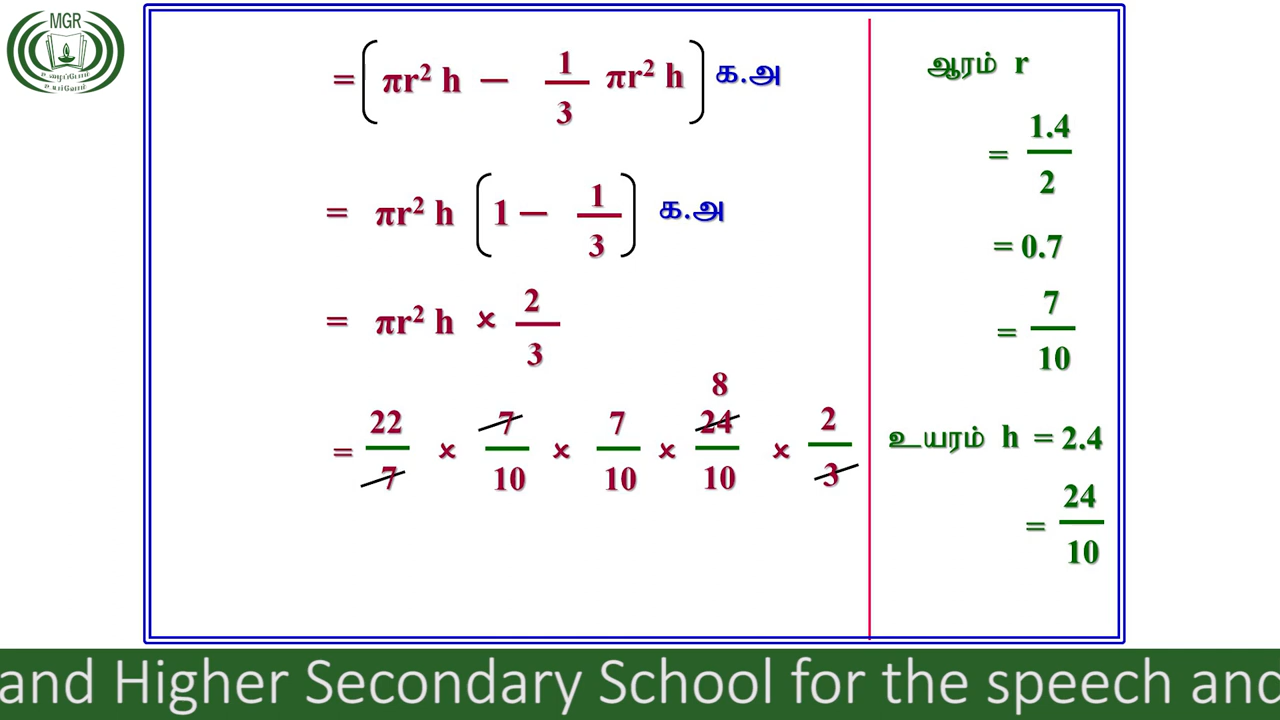 MGR
= ( πr² h − 1/3 πr² h ) க.அ
= πr² h ( 1 − 1/3 ) க.அ
= πr² h × 2/3
8
= 22/7 × 7/10 × 7/10 × 24/10 × 2/3
ஆரம் r
= 1.4/2
= 0.7
= 7/10
உயரம் h = 2.4
= 24/10
and Higher Secondary School for the speech and